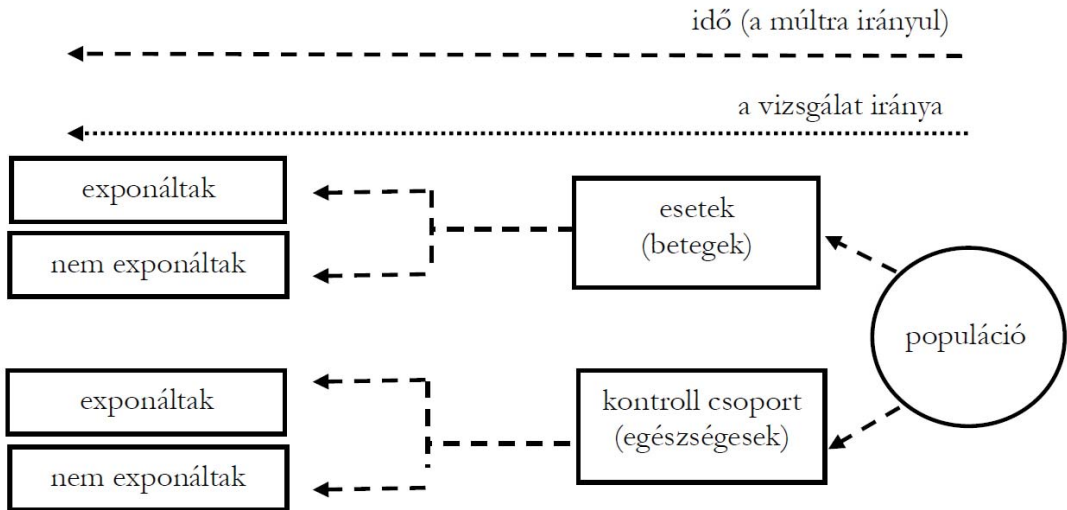 idő (a múltra irányul)
a vizsgálat iránya
exponáltak
nem exponáltak
esetek
(betegek)
populáció
exponáltak
nem exponáltak
kontroll csoport
(egészségesek)